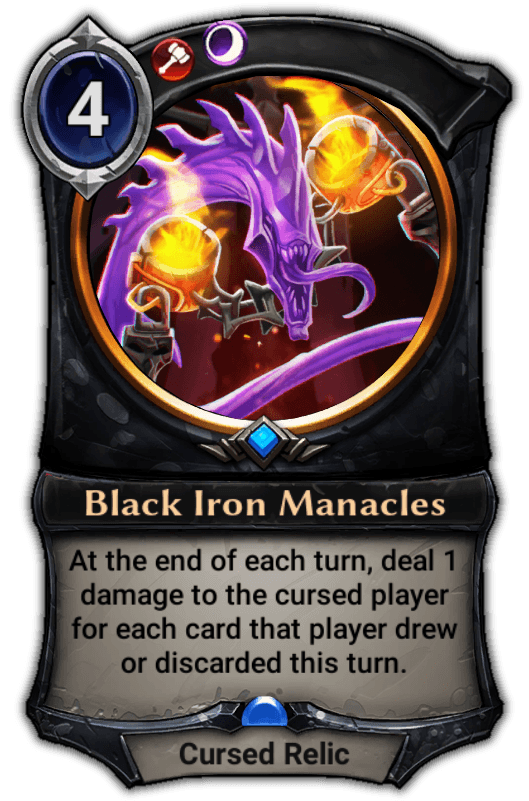 4
Black Iron Manacles
At the end of each turn, deal 1
damage to the cursed player
for each card that player drew
or discarded this turn.
Cursed Relic